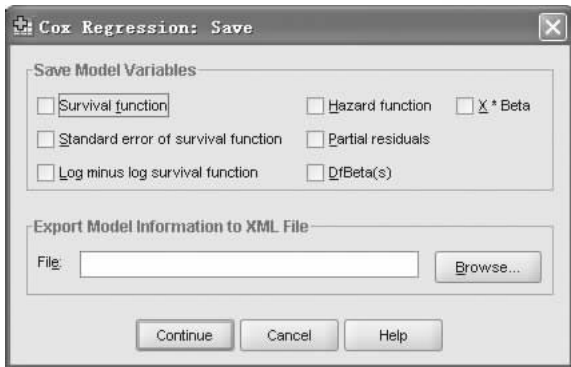 Cox Regression: Save
Save Model Variables
Survival function
Hazard function
X * Beta
Standard error of survival function
Partial residuals
Log minus log survival function
DfBeta(s)
Export Model Information to XML File
File:
Browse...
Continue
Cancel
Help